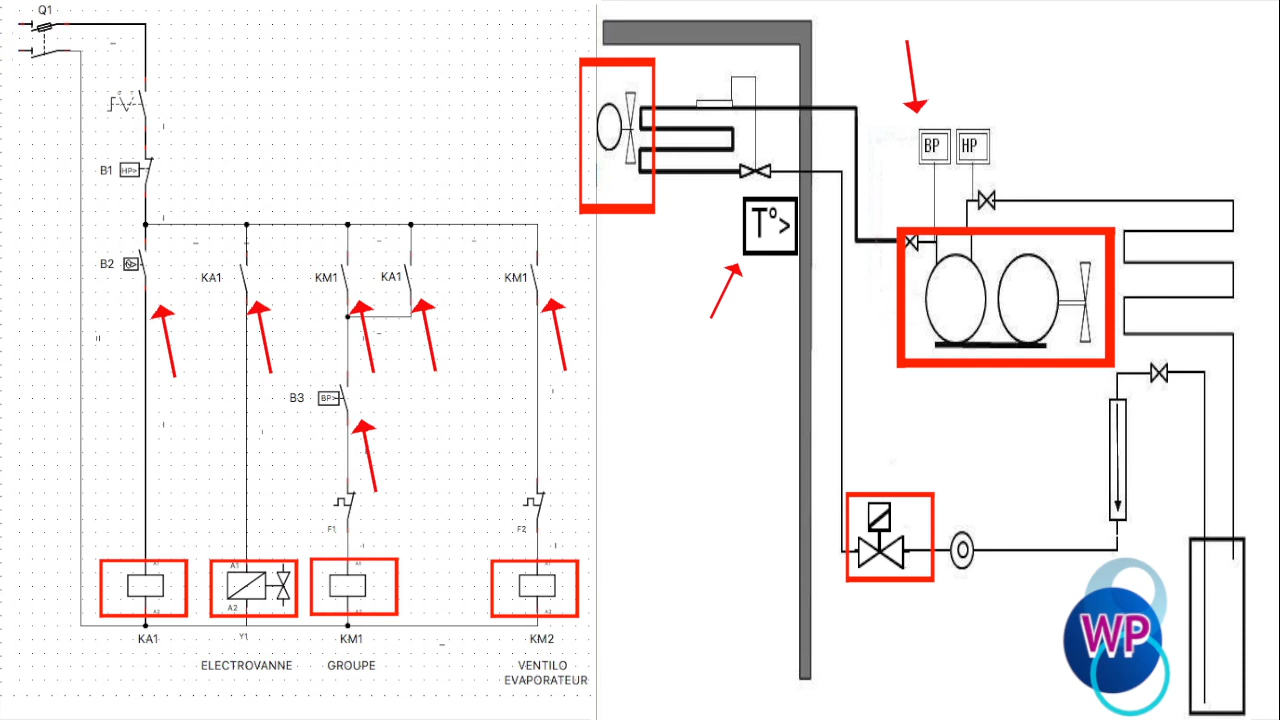 Q1
B1
HP>
B2
KA1
KM1
KA1
KM1
B3
BP>
F1
F2
A1
A2
KA1
Y1
KM1
KM2
ELECTROVANNE
GROUPE
VENTILO
EVAPORATEUR
BP
HP
T°>
WP